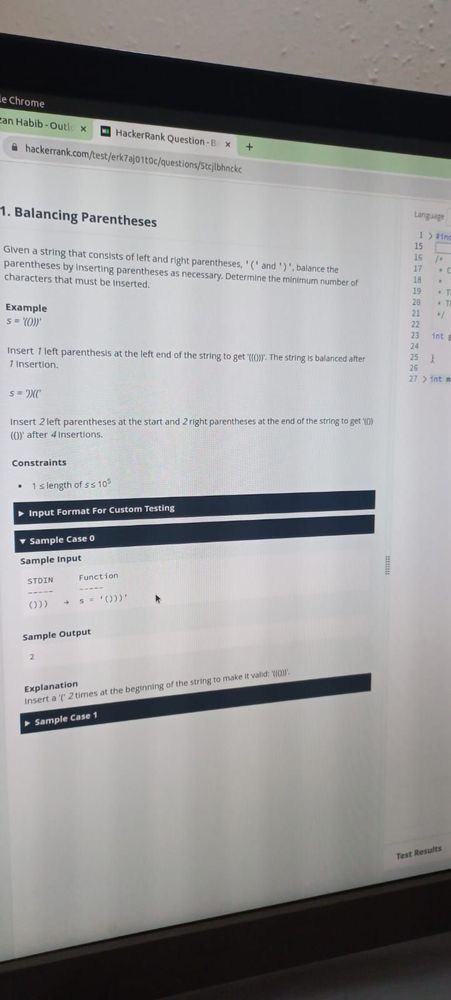 le Chrome
zan Habib - Outlo
HackerRank Question - B
hackerrank.com/test/erk7aj01t0c/questions/5tcjlbhnckc
1. Balancing Parentheses
Given a string that consists of left and right parentheses, '(' and ')', balance the
parentheses by inserting parentheses as necessary. Determine the minimum number of
characters that must be inserted.
Example
s = '(()))'
Insert 1 left parenthesis at the left end of the string to get '((()))'. The string is balanced after
1 insertion.
s = '))(('
Insert 2 left parentheses at the start and 2 right parentheses at the end of the string to get '(())
(())' after 4 insertions.
Constraints
• 1 ≤ length of s ≤ 10⁵
▶ Input Format For Custom Testing
▼ Sample Case 0
Sample Input
STDIN Function
----- -----
())) → s = '()))'
Sample Output
2
Explanation
Insert a '(' 2 times at the beginning of the string to make it valid: '((()))'.
▶ Sample Case 1
Language
1 > #inc
15
16 /*
17 * C
18 *
19 * T
20 * T
21 */
22
23 int g
24
25 }
26
27 > int m
Test Results